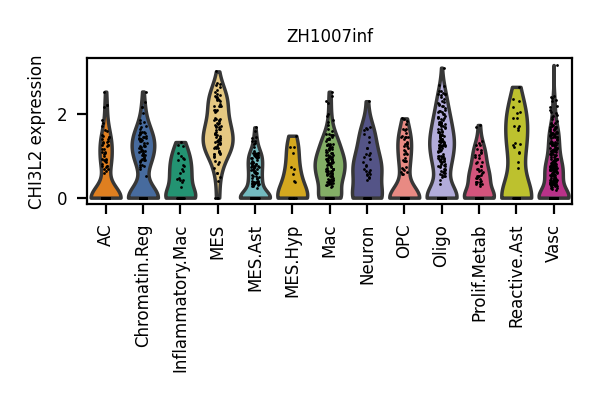 ZH1007inf
CHI3L2 expression
2
0
AC
Chromatin.Reg
Inflammatory.Mac
MES
MES.Ast
MES.Hyp
Mac
Neuron
OPC
Oligo
Prolif.Metab
Reactive.Ast
Vasc